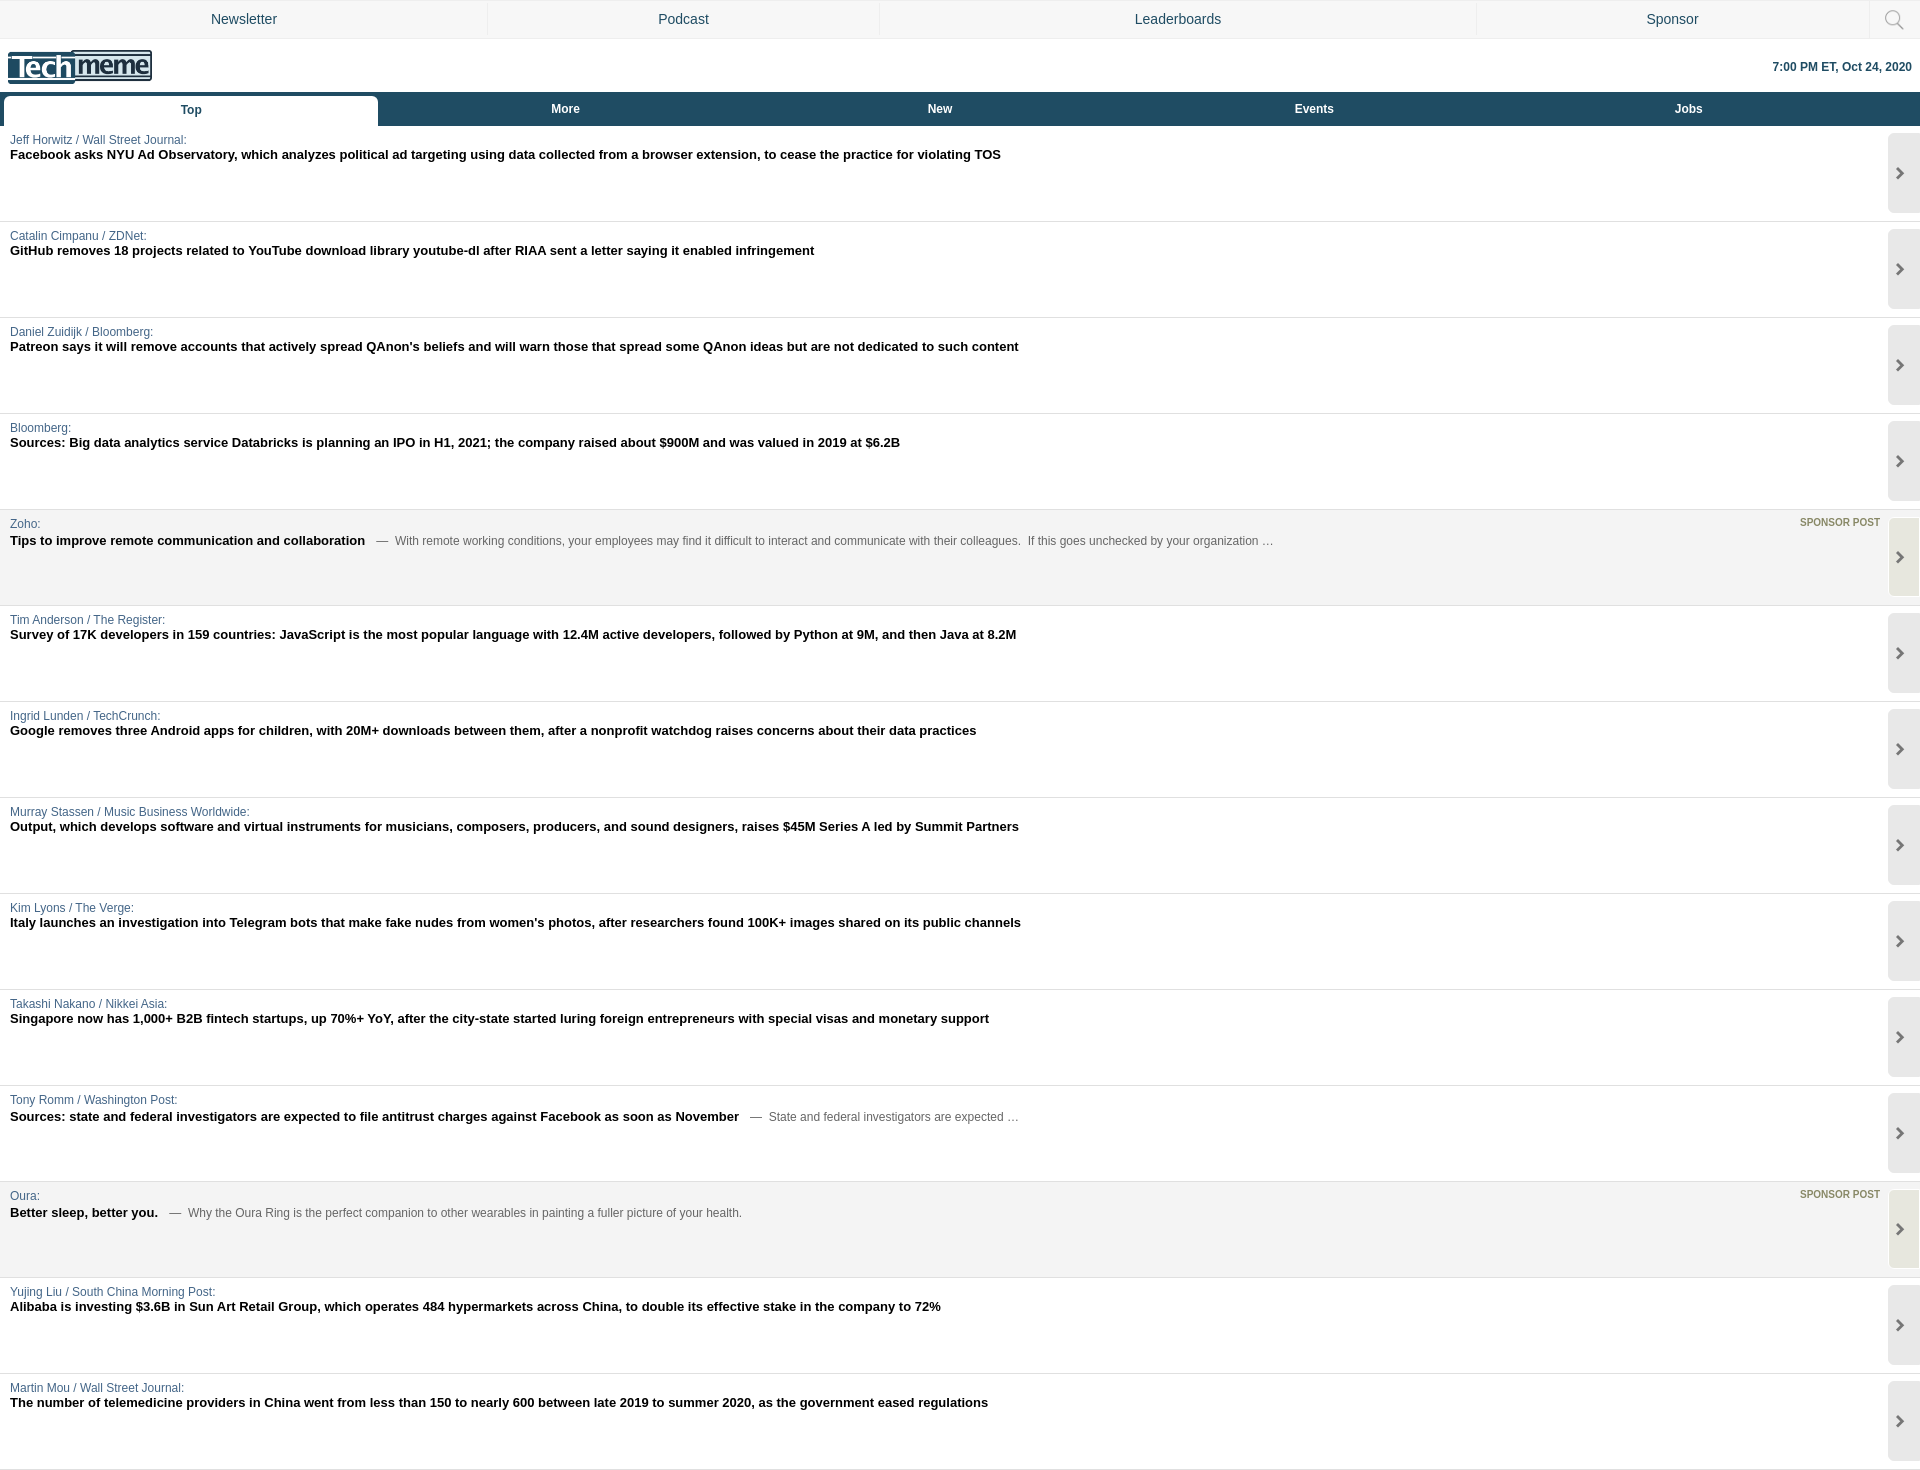 Newsletter
Podcast
Leaderboards
Sponsor
Techmeme
7:00 PM ET, Oct 24, 2020
Top
More
New
Events
Jobs
Jeff Horwitz / Wall Street Journal:
Facebook asks NYU Ad Observatory, which analyzes political ad targeting using data collected from a browser extension, to cease the practice for violating TOS
Catalin Cimpanu / ZDNet:
GitHub removes 18 projects related to YouTube download library youtube-dl after RIAA sent a letter saying it enabled infringement
Daniel Zuidijk / Bloomberg:
Patreon says it will remove accounts that actively spread QAnon's beliefs and will warn those that spread some QAnon ideas but are not dedicated to such content
Bloomberg:
Sources: Big data analytics service Databricks is planning an IPO in H1, 2021; the company raised about $900M and was valued in 2019 at $6.2B
Zoho:
SPONSOR POST
Tips to improve remote communication and collaboration — With remote working conditions, your employees may find it difficult to interact and communicate with their colleagues. If this goes unchecked by your organization …
Tim Anderson / The Register:
Survey of 17K developers in 159 countries: JavaScript is the most popular language with 12.4M active developers, followed by Python at 9M, and then Java at 8.2M
Ingrid Lunden / TechCrunch:
Google removes three Android apps for children, with 20M+ downloads between them, after a nonprofit watchdog raises concerns about their data practices
Murray Stassen / Music Business Worldwide:
Output, which develops software and virtual instruments for musicians, composers, producers, and sound designers, raises $45M Series A led by Summit Partners
Kim Lyons / The Verge:
Italy launches an investigation into Telegram bots that make fake nudes from women's photos, after researchers found 100K+ images shared on its public channels
Takashi Nakano / Nikkei Asia:
Singapore now has 1,000+ B2B fintech startups, up 70%+ YoY, after the city-state started luring foreign entrepreneurs with special visas and monetary support
Tony Romm / Washington Post:
Sources: state and federal investigators are expected to file antitrust charges against Facebook as soon as November — State and federal investigators are expected …
Oura:
SPONSOR POST
Better sleep, better you. — Why the Oura Ring is the perfect companion to other wearables in painting a fuller picture of your health.
Yujing Liu / South China Morning Post:
Alibaba is investing $3.6B in Sun Art Retail Group, which operates 484 hypermarkets across China, to double its effective stake in the company to 72%
Martin Mou / Wall Street Journal:
The number of telemedicine providers in China went from less than 150 to nearly 600 between late 2019 to summer 2020, as the government eased regulations